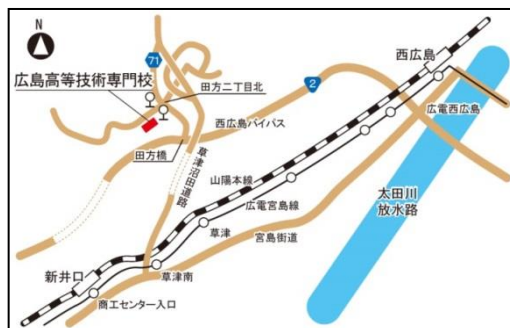 N
71
西広島
広島高等技術専門校
田方二丁目北
2
広電西広島
西広島バイパス
田方橋
草津沼田道路
山陽本線
太田川
放水路
広電宮島線
草津
宮島街道
新井口
草津南
商工センター入口